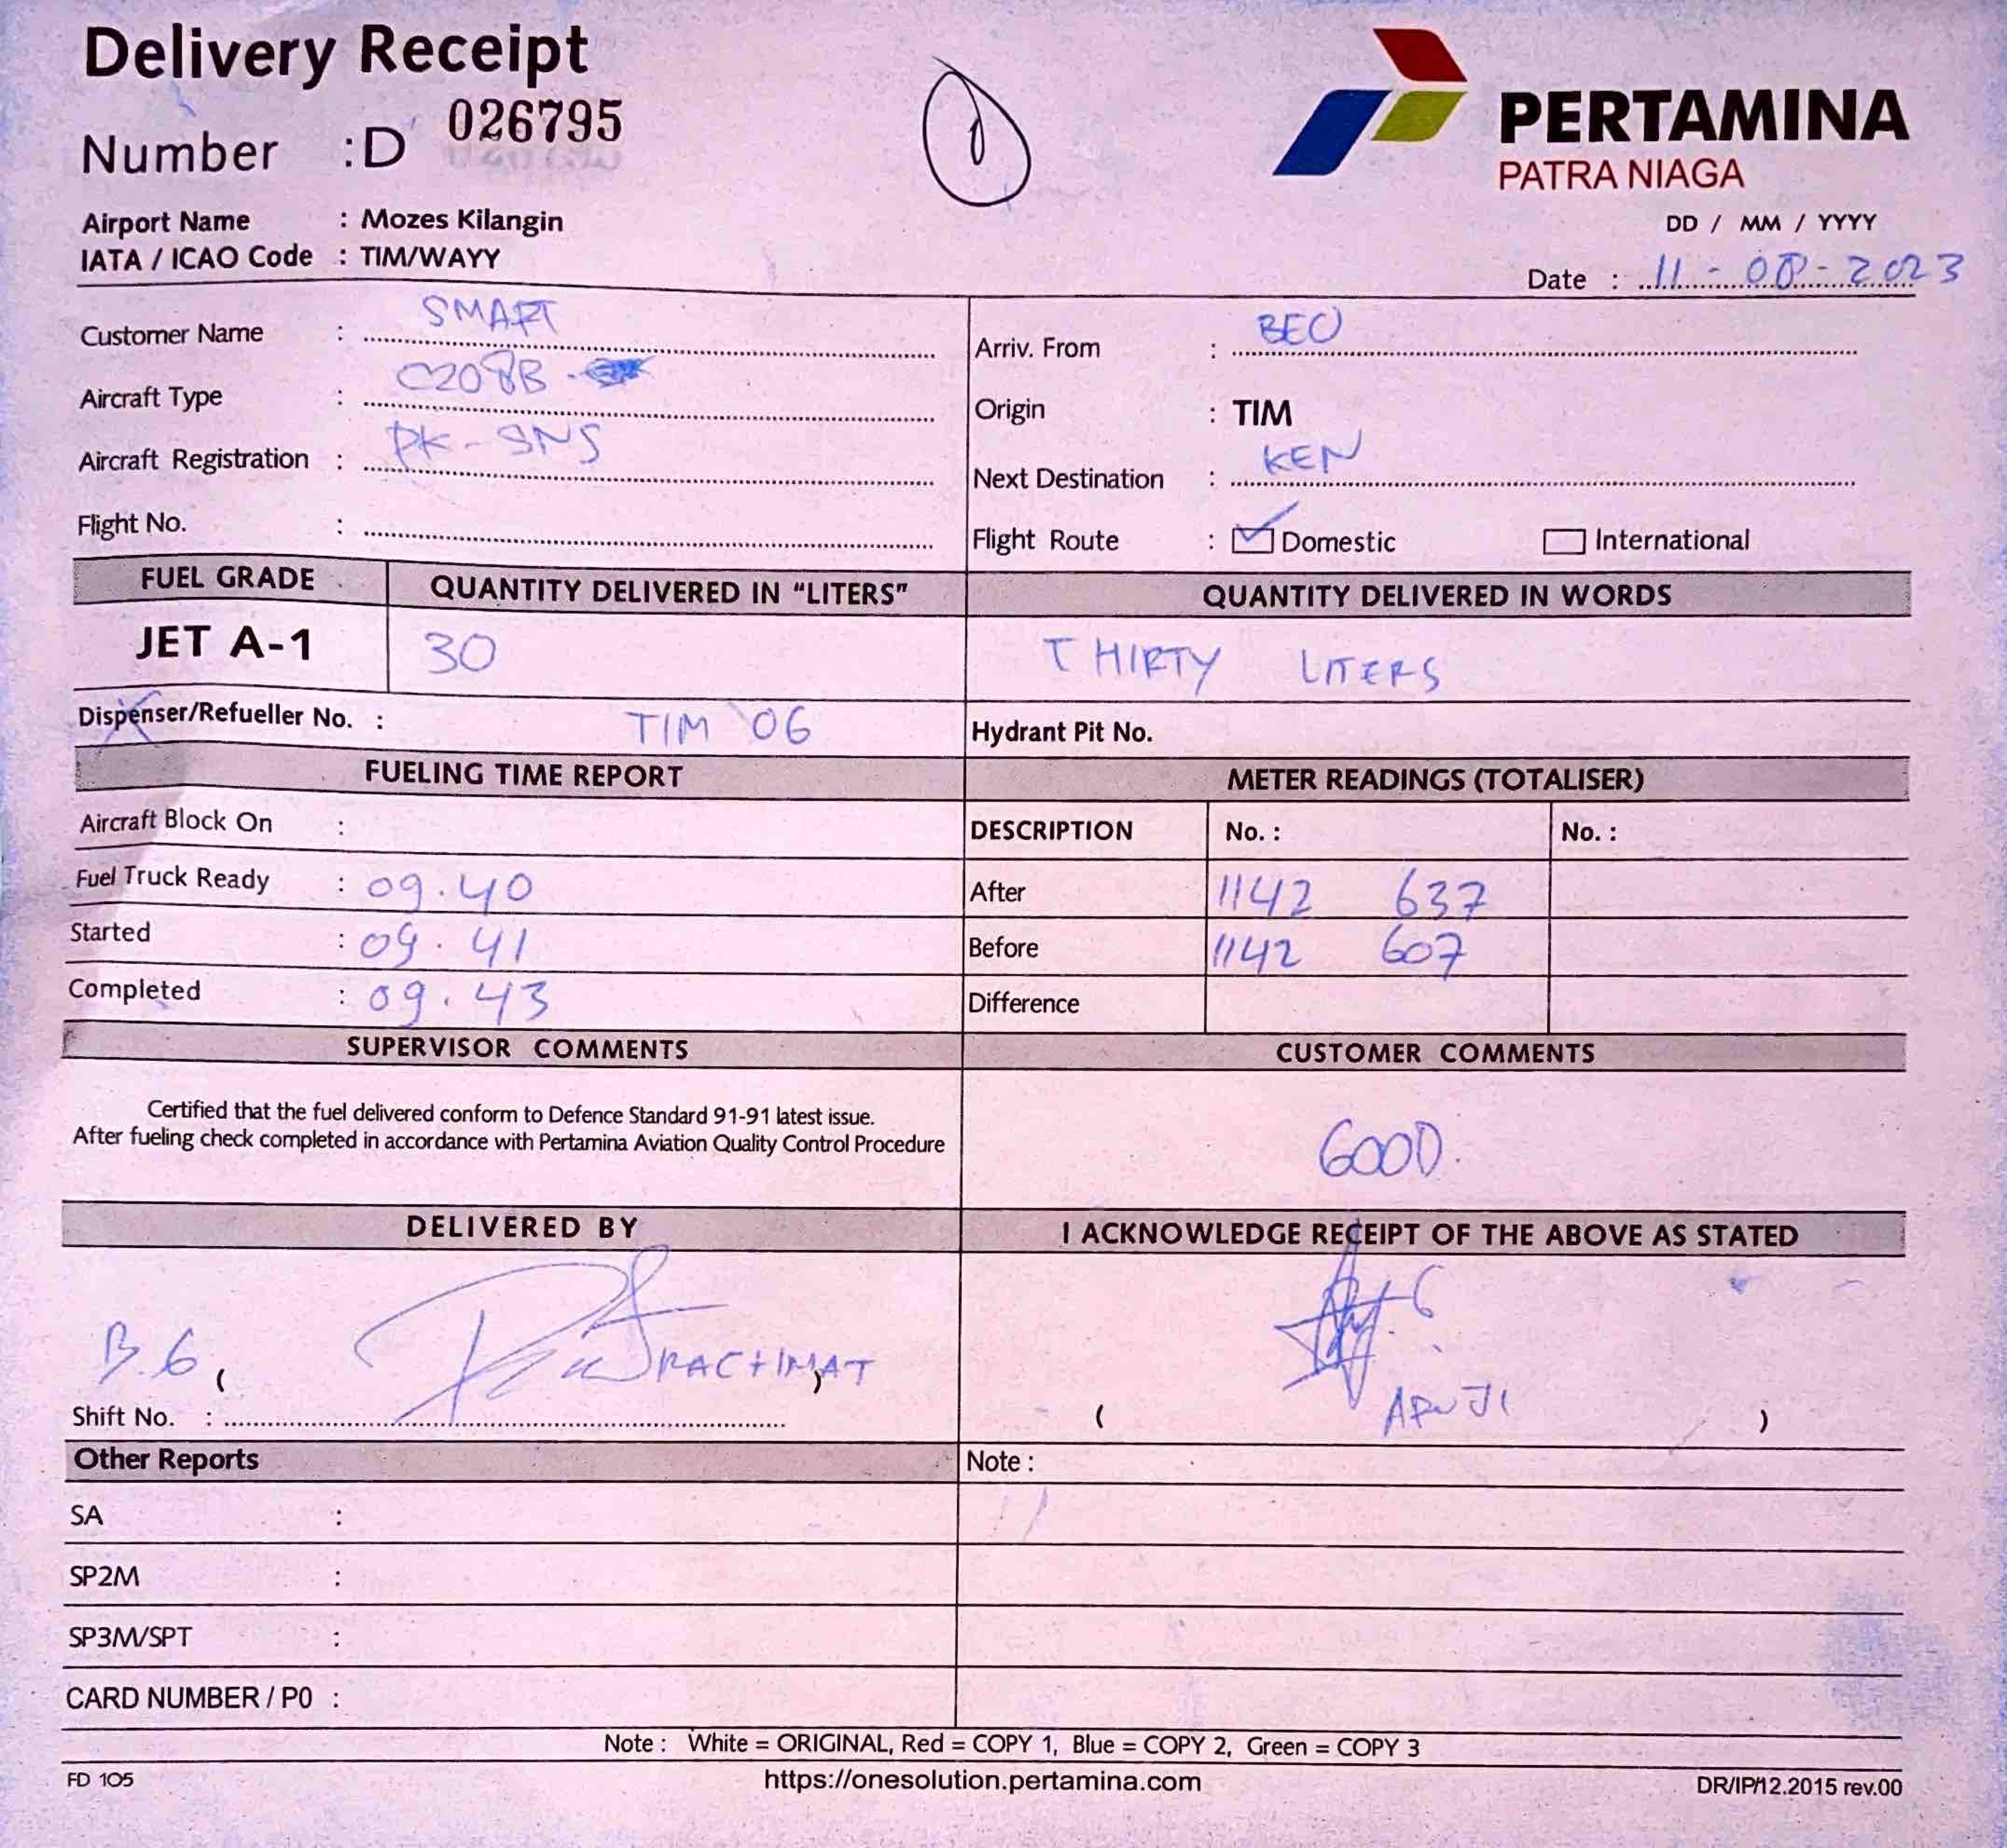 Delivery Receipt
Number : D 026795
PERTAMINA
PATRA NIAGA
Airport Name : Mozes Kilangin
IATA / ICAO Code : TIM/WAYY
DD / MM / YYYY
Date : 11-08-2023
Customer Name : SMART
Aircraft Type : C208B
Aircraft Registration : PK-SNS
Flight No. :
Arriv. From : BEO
Origin : TIM
Next Destination : KEN
Flight Route : Domestic International
FUEL GRADE QUANTITY DELIVERED IN "LITERS" QUANTITY DELIVERED IN WORDS
JET A-1 30 THIRTY LITERS
Dispenser/Refueller No. : TIM 06 Hydrant Pit No.
FUELING TIME REPORT METER READINGS (TOTALISER)
Aircraft Block On : DESCRIPTION No. : No. :
Fuel Truck Ready : 09.40 After 1142 637
Started : 09.41 Before 1142 607
Completed : 09.43 Difference
SUPERVISOR COMMENTS CUSTOMER COMMENTS
Certified that the fuel delivered conform to Defence Standard 91-91 latest issue.
After fueling check completed in accordance with Pertamina Aviation Quality Control Procedure
GOOD.
DELIVERED BY I ACKNOWLEDGE RECEIPT OF THE ABOVE AS STATED
B.6 ( RACHMAT )
Shift No. :
( )
Other Reports Note :
SA :
SP2M :
SP3M/SPT :
CARD NUMBER / PO :
Note : White = ORIGINAL, Red = COPY 1, Blue = COPY 2, Green = COPY 3
FD 105 https://onesolution.pertamina.com DR/IP/12.2015 rev.00